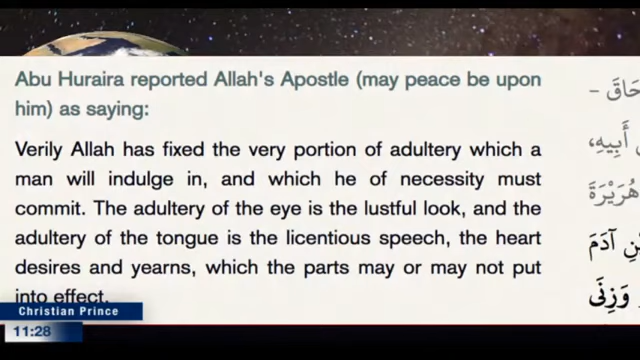 Abu Huraira reported Allah's Apostle (may peace be upon
him) as saying:
Verily Allah has fixed the very portion of adultery which a
man will indulge in, and which he of necessity must
commit. The adultery of the eye is the lustful look, and the
adultery of the tongue is the licentious speech, the heart
desires and yearns, which the parts may or may not put
into effect.
أَبِيهِ،
هُرَيْرَةَ
آدَمَ
وَزِنَى
Christian Prince
11:28